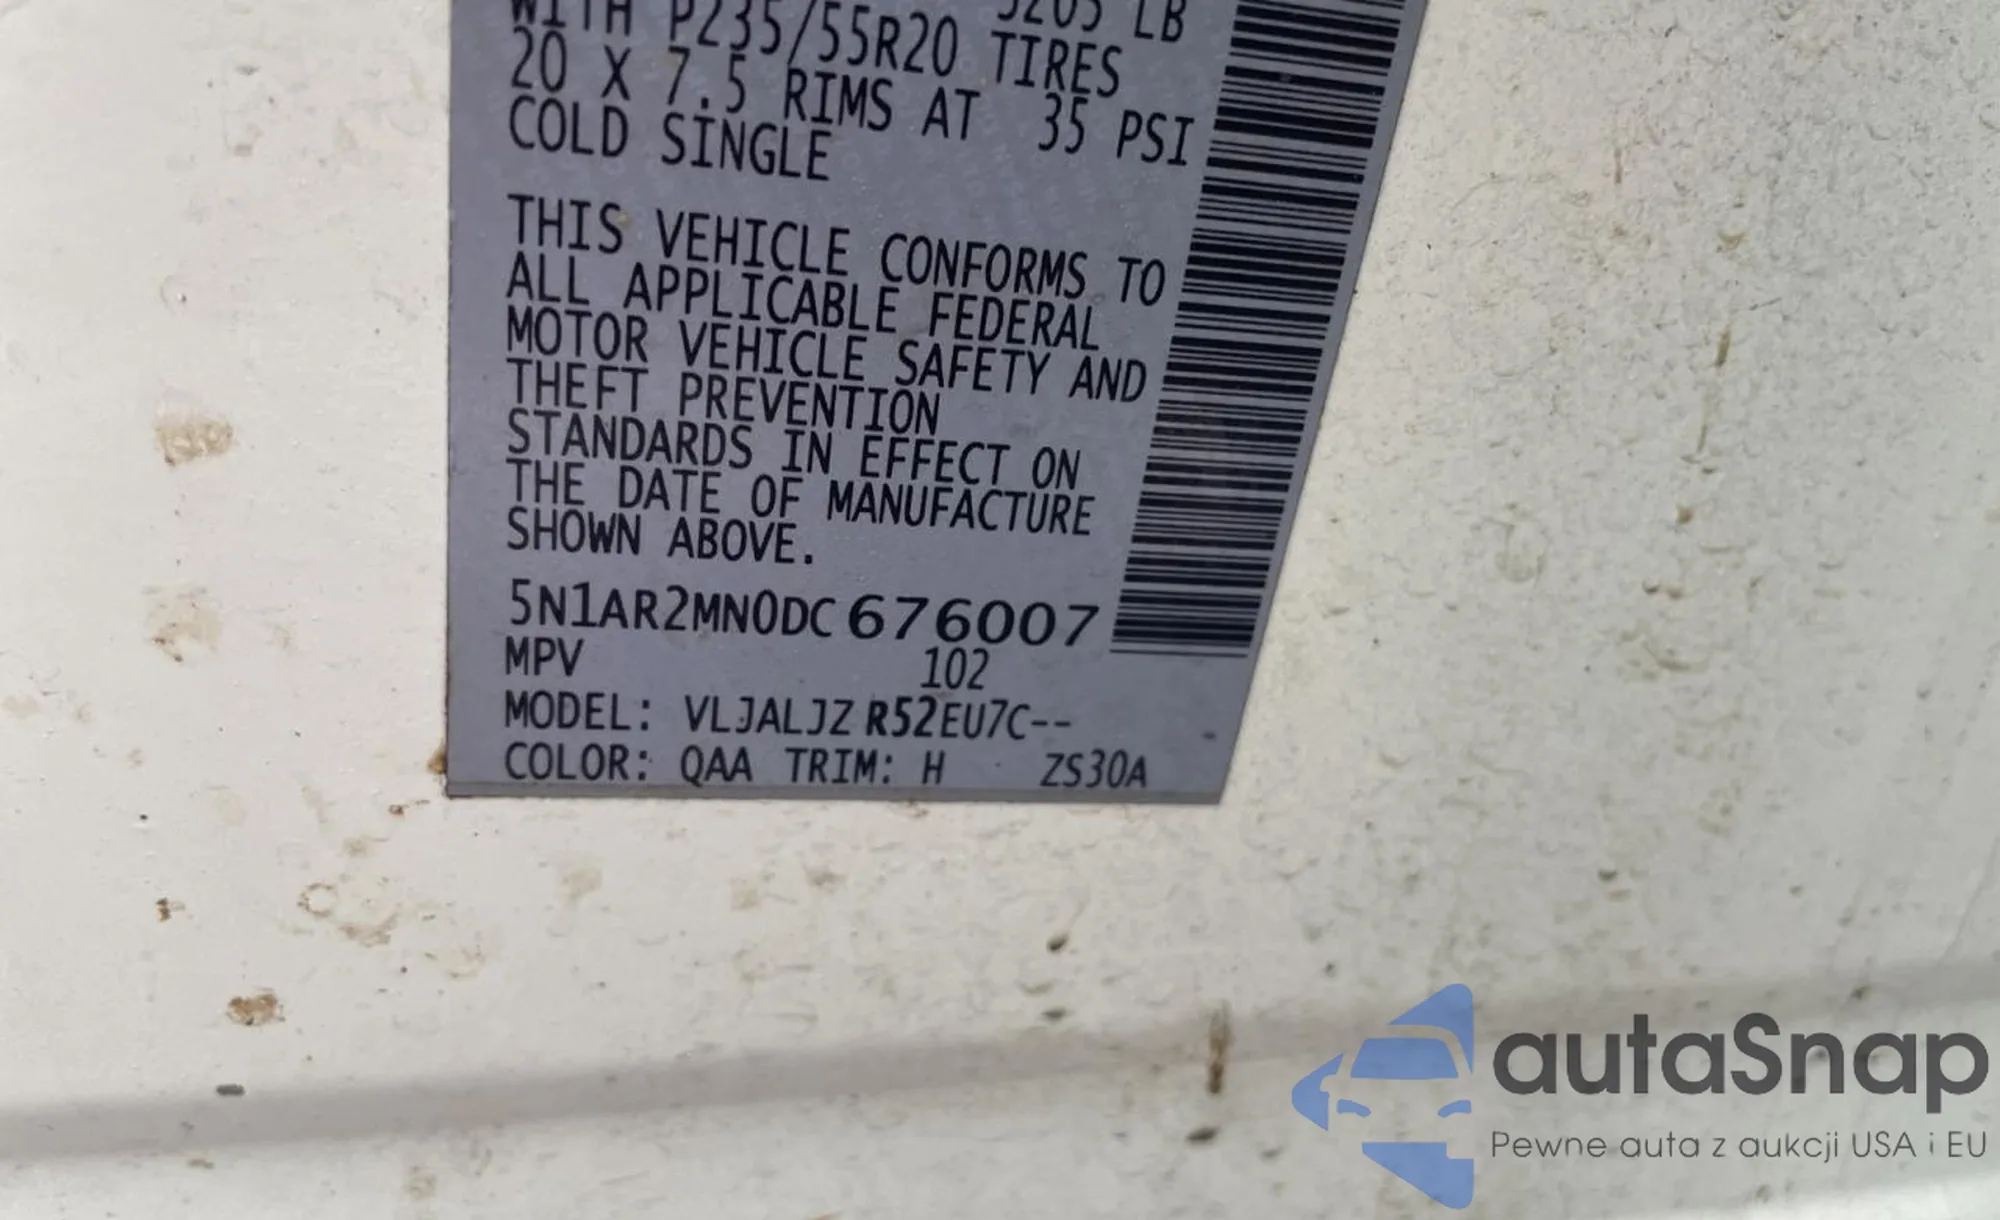 WITH P235/55R20 TIRES
20 X 7.5 RIMS AT 35 PSI
COLD SINGLE
THIS VEHICLE CONFORMS TO
ALL APPLICABLE FEDERAL
MOTOR VEHICLE SAFETY AND
THEFT PREVENTION
STANDARDS IN EFFECT ON
THE DATE OF MANUFACTURE
SHOWN ABOVE.
5N1AR2MN0DC676007
MPV 102
MODEL: VLJALJZ R52EU7C--
COLOR: QAA TRIM: H ZS30A
autaSnap
Pewne auta z aukcji USA i EU